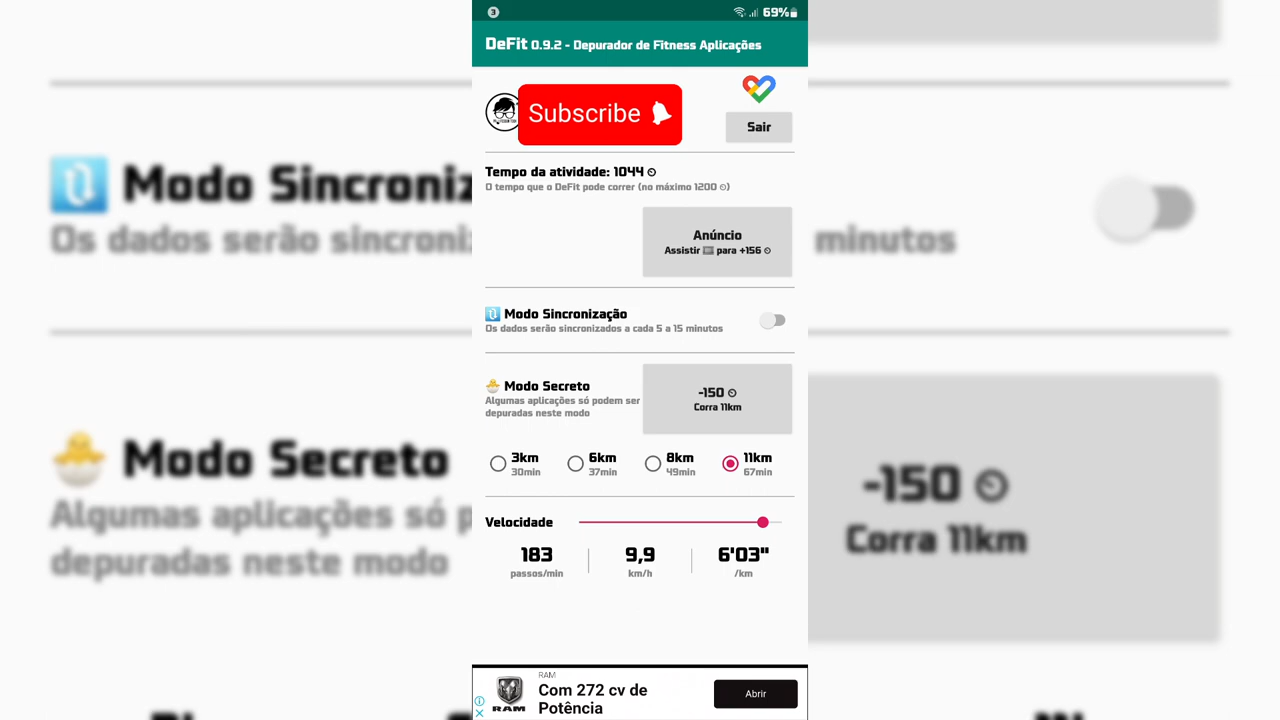 3
69%
DeFit 0.9.2 - Depurador de Fitness Aplicações
Subscribe
Sair
Tempo da atividade: 1044
O tempo que o DeFit pode correr (no máximo 1200 )
Anúncio
Assistir para +156
Modo Sincronização
Os dados serão sincronizados a cada 5 a 15 minutos
Modo Secreto
Algumas aplicações só podem ser
depuradas neste modo
-150
Corra 11km
3km 6km 8km 11km
30min 37min 49min 67min
Velocidade
183 9,9 6'03"
passos/min km/h /km
RAM
Com 272 cv de
Potência
Abrir
RAM
Modo Sincroniz
Os dados serão sincroni
minutos
Modo Secreto
Algumas aplicações só p
depuradas neste modo
-150
Corra 11km